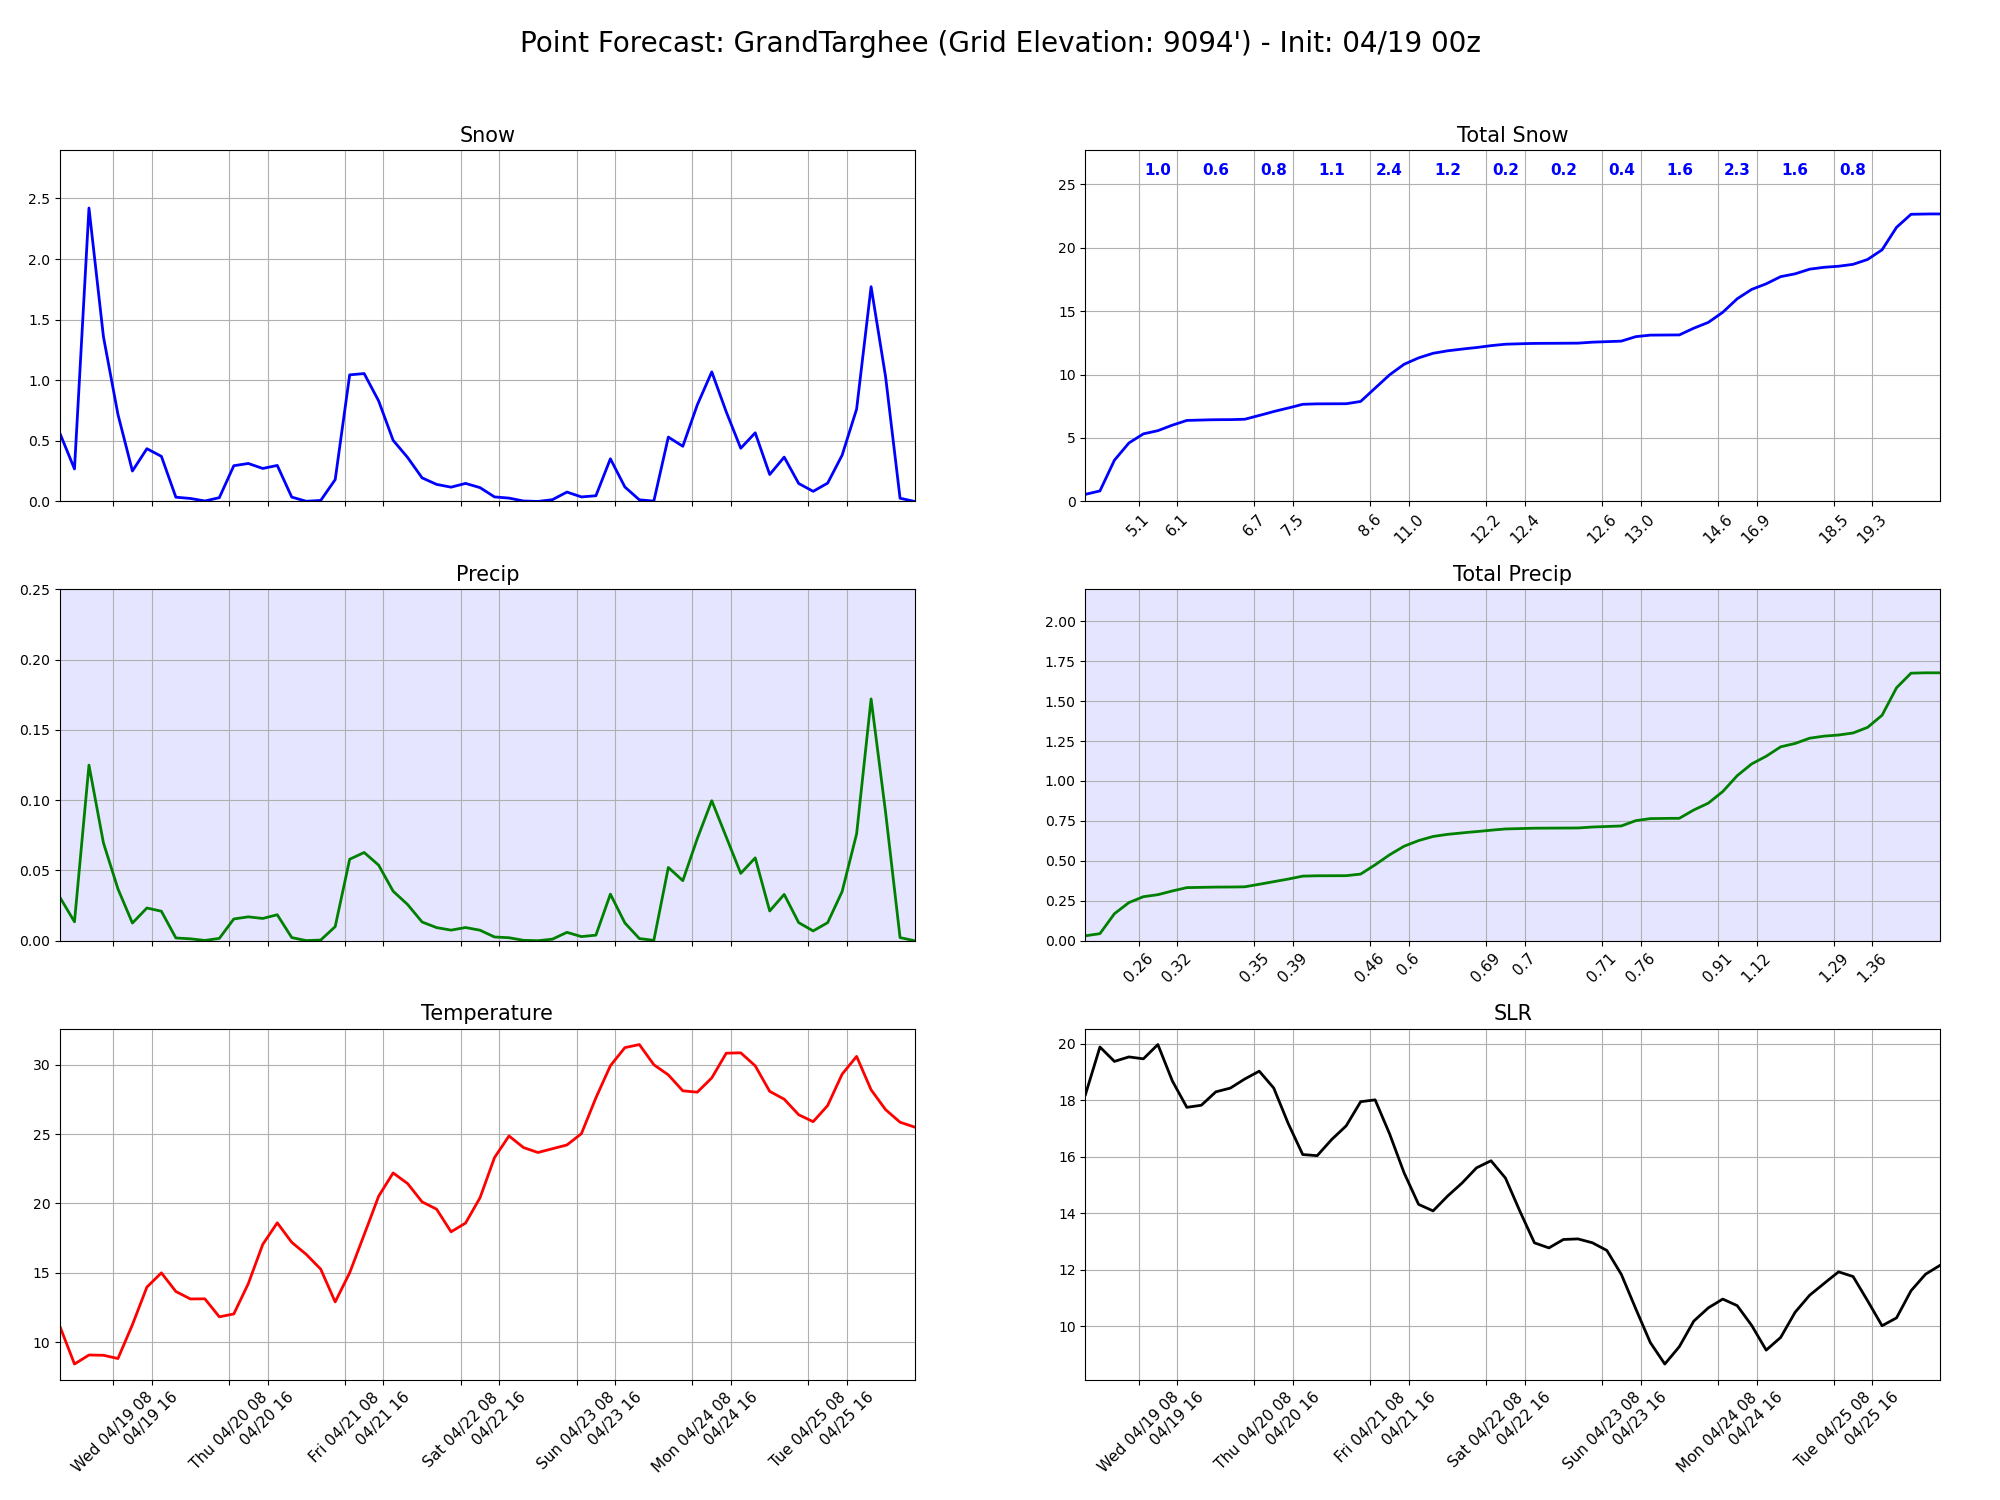 Point Forecast: GrandTarghee (Grid Elevation: 9094') - Init: 04/19 00z
Snow
2.5
2.0
1.5
1.0
0.5
0.0
Total Snow
1.0 0.6 0.8 1.1 2.4 1.2 0.2 0.2 0.4 1.6 2.3 1.6 0.8
25
20
15
10
5
0
5.1 6.1 6.7 7.5 8.6 11.0 12.2 12.4 12.6 13.0 14.6 16.9 18.5 19.3
Precip
0.25
0.20
0.15
0.10
0.05
0.00
Total Precip
2.00
1.75
1.50
1.25
1.00
0.75
0.50
0.25
0.00
0.26 0.32 0.35 0.39 0.46 0.6 0.69 0.7 0.71 0.76 0.91 1.12 1.29 1.36
Temperature
30
25
20
15
10
Wed 04/19 08
04/19 16
Thu 04/20 08
04/20 16
Fri 04/21 08
04/21 16
Sat 04/22 08
04/22 16
Sun 04/23 08
04/23 16
Mon 04/24 08
04/24 16
Tue 04/25 08
04/25 16
SLR
20
18
16
14
12
10
Wed 04/19 08
04/19 16
Thu 04/20 08
04/20 16
Fri 04/21 08
04/21 16
Sat 04/22 08
04/22 16
Sun 04/23 08
04/23 16
Mon 04/24 08
04/24 16
Tue 04/25 08
04/25 16